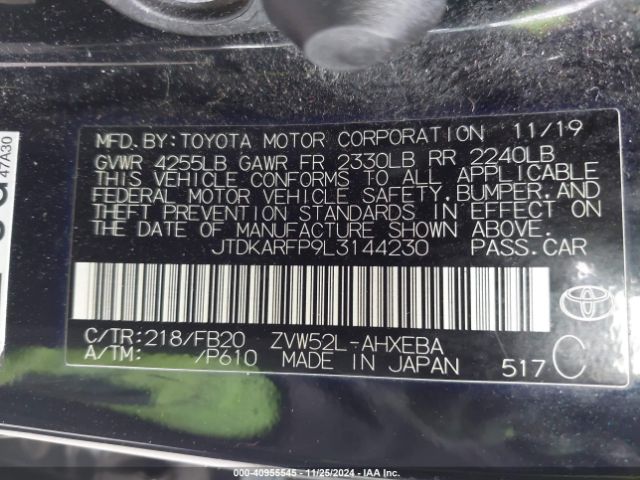 MFD.BY:TOYOTA MOTOR CORPORATION 11/19
GVWR 4255LB GAWR FR 2330LB RR 2240LB
THIS VEHICLE CONFORMS TO ALL APPLICABLE
FEDERAL MOTOR VEHICLE SAFETY,BUMPER,AND
THEFT PREVENTION STANDARDS IN EFFECT ON
THE DATE OF MANUFACTURE SHOWN ABOVE.
JTDKARFP9L3144230 PASS.CAR
C/TR:218/FB20 ZVW52L-AHXEBA
A/TM: /P610 MADE IN JAPAN 517 C
47A30
000-40955545 - 11/25/2024 - IAA Inc.